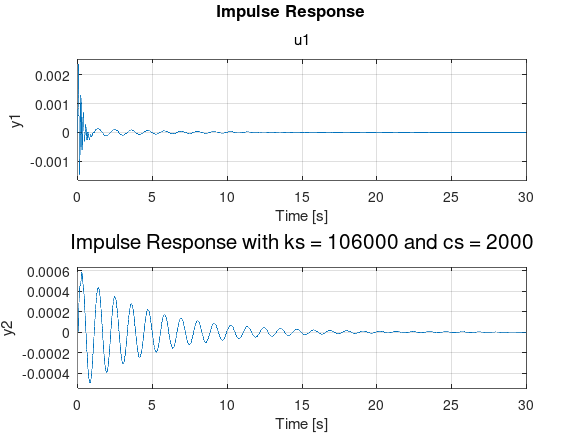 Impulse Response
u1
0.002
0.001
0
-0.001
y1
0 5 10 15 20 25 30
Time [s]
Impulse Response with ks = 106000 and cs = 2000
0.0006
0.0004
0.0002
0
-0.0002
-0.0004
y2
0 5 10 15 20 25 30
Time [s]